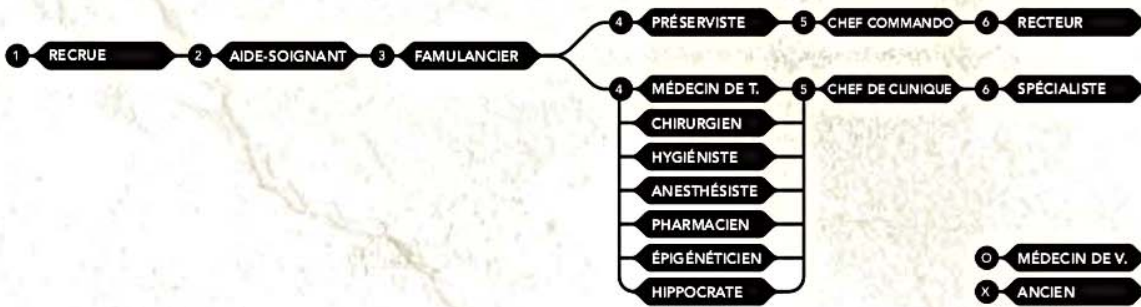 4 PRÉSERVISTE 5 CHEF COMMANDO 6 RECTEUR
1 RECRUE 2 AIDE-SOIGNANT 3 FAMULANCIER
4 MÉDECIN DE T. 5 CHEF DE CLINIQUE 6 SPÉCIALISTE
CHIRURGIEN
HYGIÉNISTE
ANESTHÉSISTE
PHARMACIEN
ÉPIGÉNÉTICIEN
O MÉDECIN DE V.
HIPPOCRATE
X ANCIEN